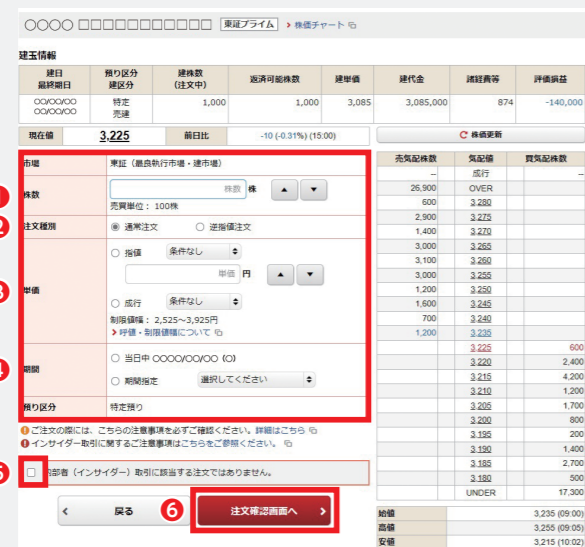 ○○○○ □□□□□□□□□□□ 東証プライム > 株価チャート
建玉情報
建日 最終期日 預り区分 建区分 建株数 (注文中) 返済可能株数 建単価 建代金 諸経費等 評価損益
○○/○○/○○ 特定 1,000 1,000 3,085 3,085,000 874 -140,000
○○/○○/○○ 売建
現在値 3,225 前日比 -10 (-0.31%) (15:00)
市場 東証（最良執行市場・建市場）
1 株数 株数 株 ▲ ▼
売買単位： 100株
2 注文種別 通常注文 逆指値注文
3 単価 指値 条件なし
単価 円 ▲ ▼
成行 条件なし
制限値幅： 2,525～3,925円
> 呼値・制限値幅について
4 期間 当日中 ○○○○/○○/○○ (○)
期間指定 選択してください
預り区分 特定預り
ご注文の際には、こちらの注意事項を必ずご確認ください。詳細はこちら
インサイダー取引に関するご注意事項はこちらをご参照ください。
5 部者（インサイダー）取引に該当する注文ではありません。
< 戻る 6 注文確認画面へ >
株価更新
売気配株数 気配値 買気配株数
-- 成行 --
26,900 OVER
600 3,280
2,900 3,275
1,400 3,270
3,000 3,265
3,100 3,260
3,000 3,255
1,200 3,250
1,600 3,245
700 3,240
1,200 3,235
3,225 600
3,220 2,400
3,215 4,200
3,210 1,200
3,205 1,700
3,200 800
3,195 200
3,190 1,400
3,185 2,700
3,180 500
UNDER 17,300
始値 3,235 (09:00)
高値 3,255 (09:05)
安値 3,215 (10:02)